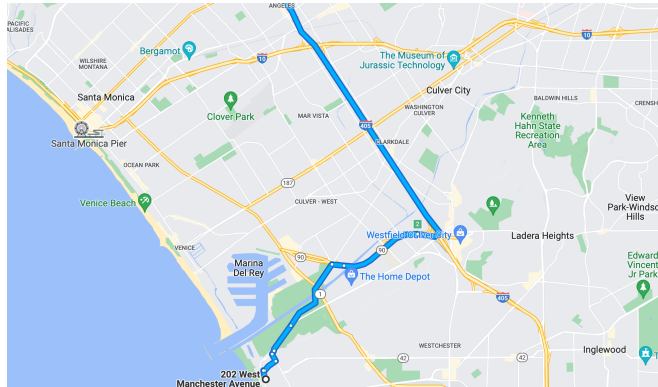 ANGELES
PACIFIC
ALISADES
Bergamot
10
10
The Museum of
Jurassic Technology
WILSHIRE
MONTANA
Culver City
BALDWIN HILLS
Santa Monica
WASHINGTON
CULVER
CRENSH
Clover Park
MAR VISTA
405
Kenneth
Hahn State
Recreation
Area
Santa Monica Pier
CLARKDALE
OCEAN PARK
187
CULVER - WEST
View
Park-Windso
Hills
Venice Beach
2
Westfield Culver City
Ladera Heights
VENICE
90
90
Marina
Del Rey
The Home Depot
Edward
Vincent
Jr Park
1
405
WESTCHESTER
Inglewood
42
42
T
202 West
Manchester Avenue